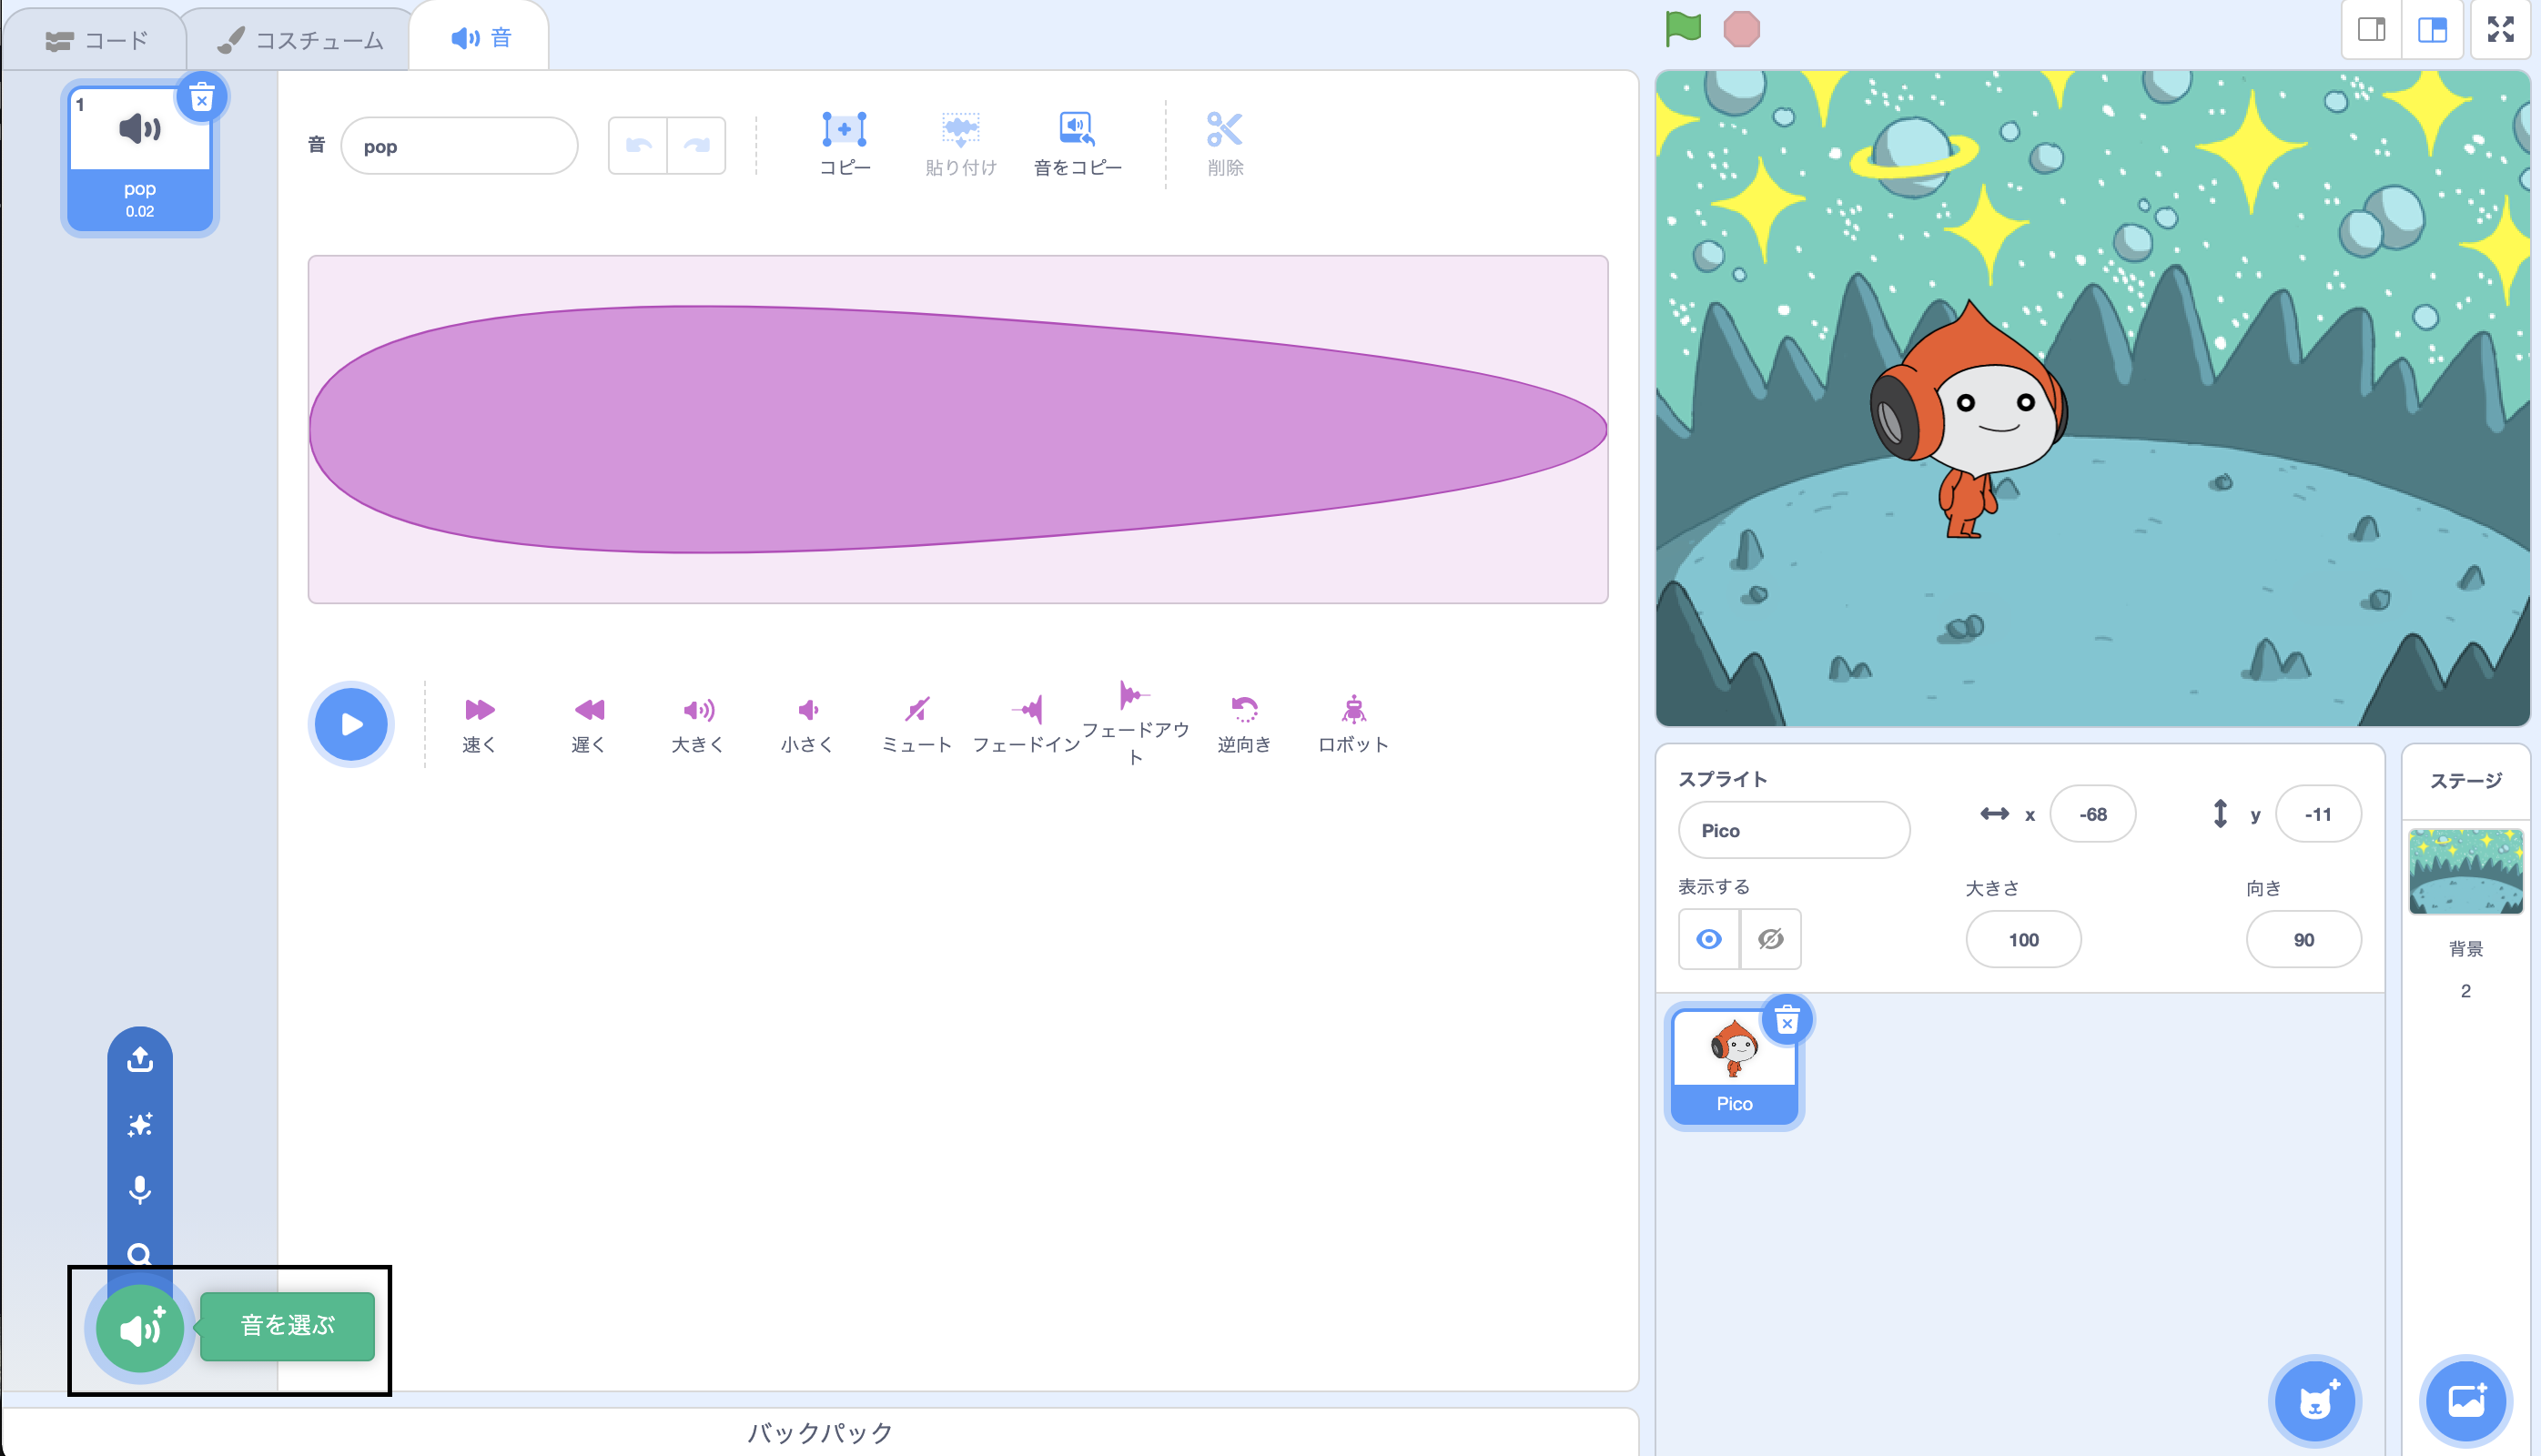 コード
コスチューム
音
1
pop
0.02
音
pop
コピー
貼り付け
音をコピー
削除
速く
遅く
大きく
小さく
ミュート
フェードイン
フェードアウ
ト
逆向き
ロボット
音を選ぶ
バックパック
スプライト
Pico
x
-68
y
-11
表示する
大きさ
100
向き
90
Pico
ステージ
背景
2